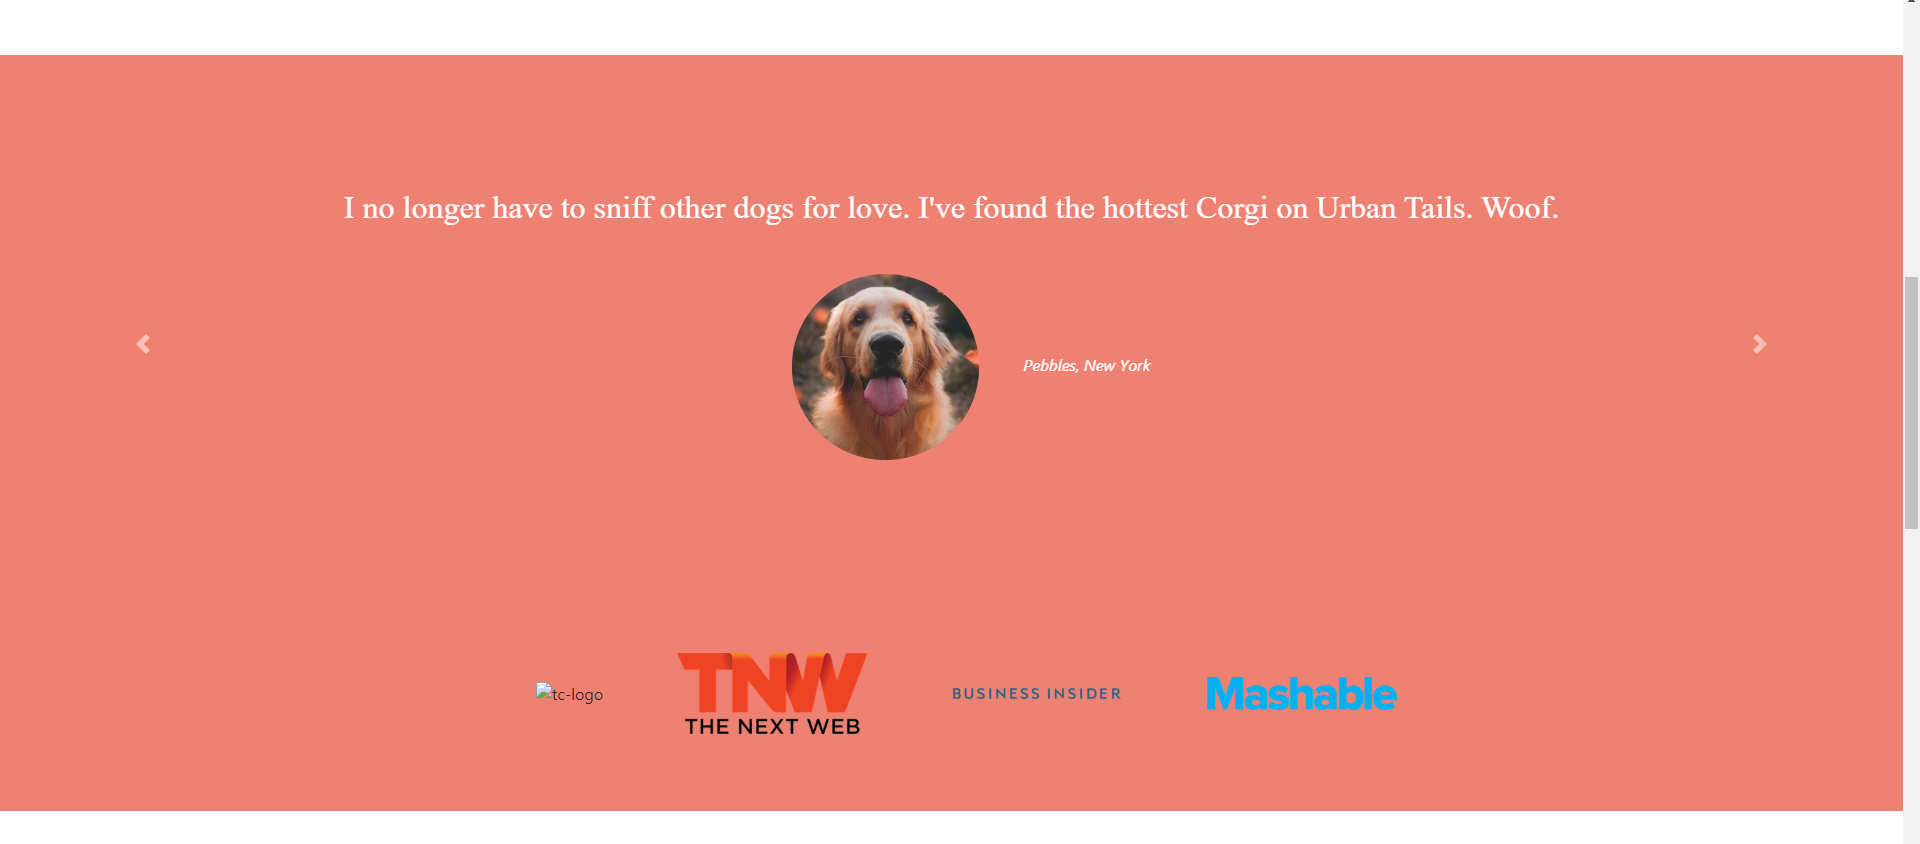 I no longer have to sniff other dogs for love. I've found the hottest Corgi on Urban Tails. Woof.
Pebbles, New York
tc-logo
TNW
THE NEXT WEB
BUSINESS INSIDER
Mashable